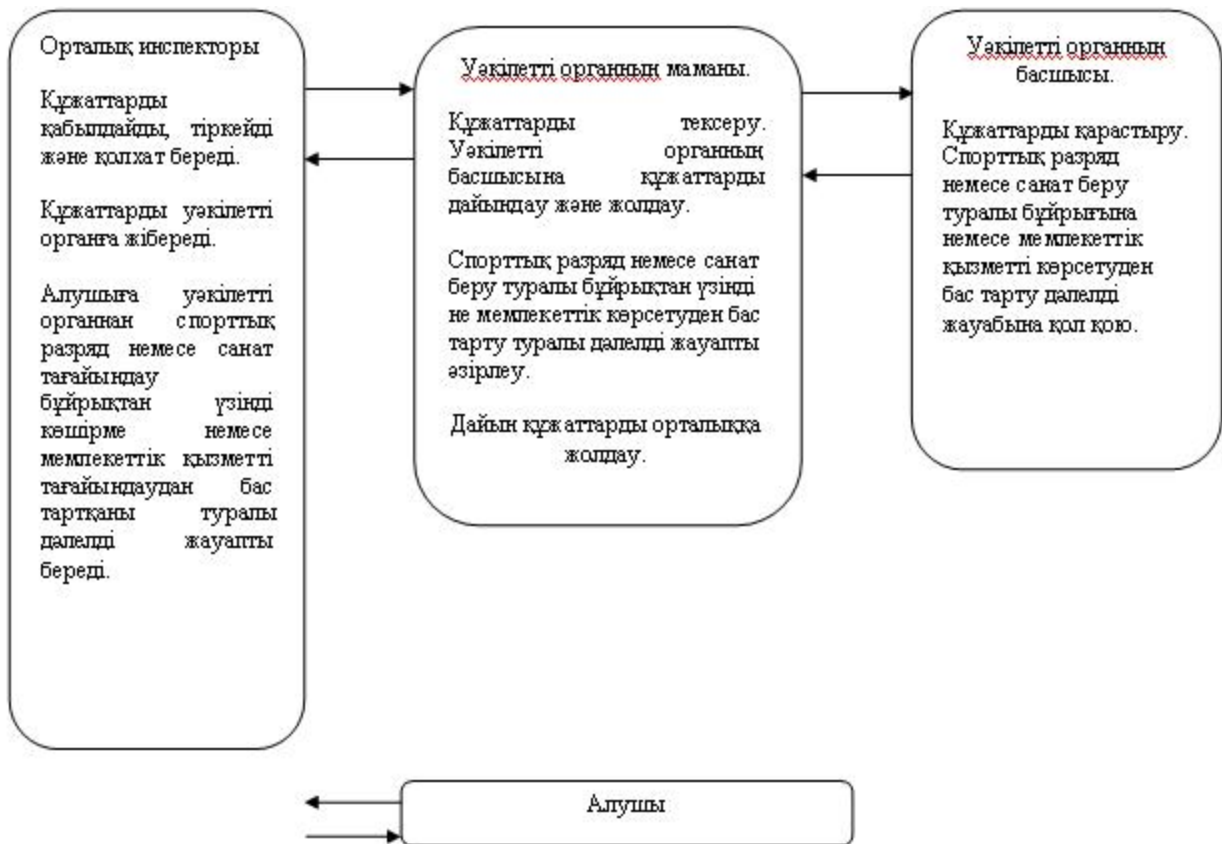 Орталық инспекторы
Құжаттарды
қабылдайды, тіркейді
және қолхат береді.
Құжаттарды уәкілетті
органға жібереді.
Алушыға уәкілетті
органнан спорттық
разряд немесе санат
тағайындау
бұйрықтан үзінді
көшірме немесе
мемлекеттік қызметті
тағайындаудан бас
тартқаны туралы
дәлелді жауапты
береді.
Уәкілетті органның маманы.
Құжаттарды тексеру.
Уәкілетті органның
басшысына құжаттарды
дайындау және жолдау.
Спорттық разряд немесе санат
беру туралы бұйрықтан үзінді
не мемлекеттік көрсетуден бас
тарту туралы дәлелді жауапты
әзірлеу.
Дайын құжаттарды орталыққа
жолдау.
Уәкілетті органның
басшысы.
Құжаттарды қарастыру.
Спорттық разряд
немесе санат беру
туралы бұйрығына
немесе мемлекеттік
қызметті көрсетуден
бас тарту дәлелді
жауабына қол қою.
Алушы